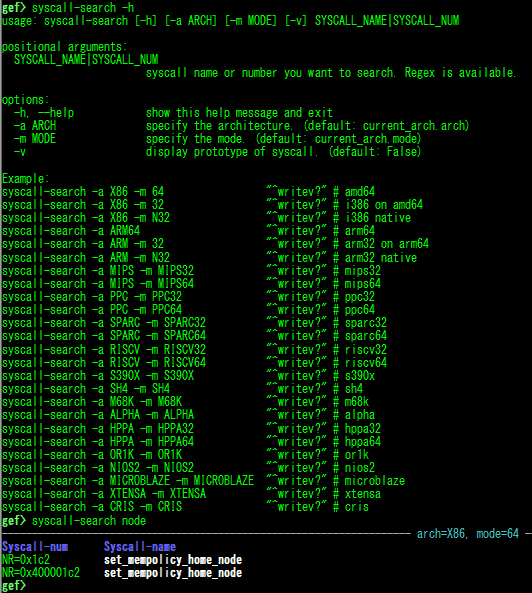 gef> syscall-search -h
usage: syscall-search [-h] [-a ARCH] [-m MODE] [-v] SYSCALL_NAME|SYSCALL_NUM
positional arguments:
  SYSCALL_NAME|SYSCALL_NUM
                        syscall name or number you want to search. Regex is available.
options:
  -h, --help            show this help message and exit
  -a ARCH               specify the architecture. (default: current_arch.arch)
  -m MODE               specify the mode. (default: current_arch.mode)
  -v                    display prototype of syscall. (default: False)
Example:
syscall-search -a X86 -m 64                "^writev?" # amd64
syscall-search -a X86 -m 32                "^writev?" # i386 on amd64
syscall-search -a X86 -m N32               "^writev?" # i386 native
syscall-search -a ARM64                    "^writev?" # arm64
syscall-search -a ARM -m 32                "^writev?" # arm32 on arm64
syscall-search -a ARM -m N32               "^writev?" # arm32 native
syscall-search -a MIPS -m MIPS32           "^writev?" # mips32
syscall-search -a MIPS -m MIPS64           "^writev?" # mips64
syscall-search -a PPC -m PPC32             "^writev?" # ppc32
syscall-search -a PPC -m PPC64             "^writev?" # ppc64
syscall-search -a SPARC -m SPARC32         "^writev?" # sparc32
syscall-search -a SPARC -m SPARC64         "^writev?" # sparc64
syscall-search -a RISCV -m RISCV32         "^writev?" # riscv32
syscall-search -a RISCV -m RISCV64         "^writev?" # riscv64
syscall-search -a S390X -m S390X           "^writev?" # s390x
syscall-search -a SH4 -m SH4               "^writev?" # sh4
syscall-search -a M68K -m M68K             "^writev?" # m68k
syscall-search -a ALPHA -m ALPHA           "^writev?" # alpha
syscall-search -a HPPA -m HPPA32           "^writev?" # hppa32
syscall-search -a HPPA -m HPPA64           "^writev?" # hppa64
syscall-search -a OR1K -m OR1K             "^writev?" # or1k
syscall-search -a NIOS2 -m NIOS2           "^writev?" # nios2
syscall-search -a MICROBLAZE -m MICROBLAZE "^writev?" # microblaze
syscall-search -a XTENSA -m XTENSA         "^writev?" # xtensa
syscall-search -a CRIS -m CRIS             "^writev?" # cris
gef> syscall-search node
arch=X86, mode=64
Syscall-num      Syscall-name
NR=0x1c2         set_mempolicy_home_node
NR=0x400001c2    set_mempolicy_home_node
gef>